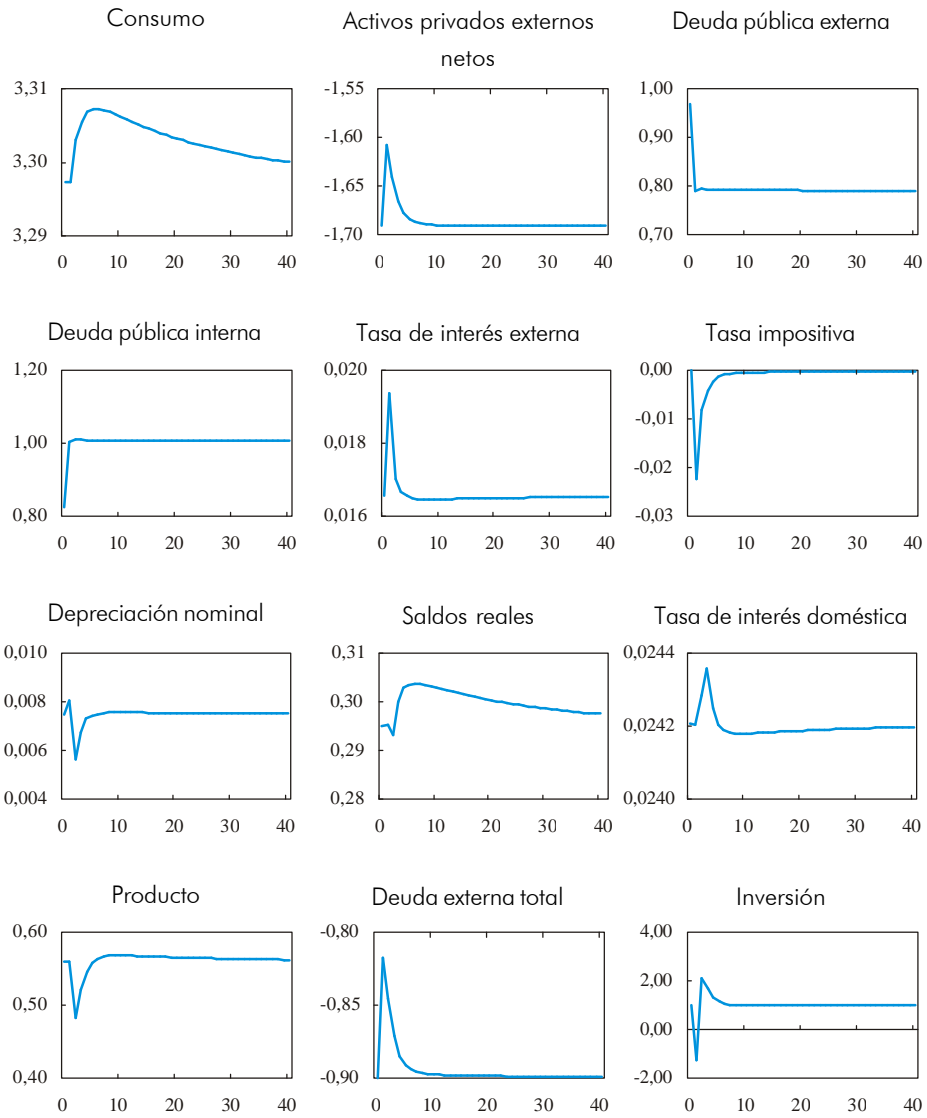 Consumo
3,31
3,30
3,29
0 10 20 30 40
Activos privados externos
netos
-1,55
-1,60
-1,65
-1,70
0 10 20 30 40
Deuda pública externa
1,00
0,90
0,80
0,70
0 10 20 30 40
Deuda pública interna
1,20
1,00
0,80
0 10 20 30 40
Tasa de interés externa
0,020
0,018
0,016
0 10 20 30 40
Tasa impositiva
0,00
-0,01
-0,02
-0,03
0 10 20 30 40
Depreciación nominal
0,010
0,008
0,006
0,004
0 10 20 30 40
Saldos reales
0,31
0,30
0,29
0,28
0 10 20 30 40
Tasa de interés doméstica
0,0244
0,0242
0,0240
0 10 20 30 40
Producto
0,60
0,50
0,40
0 10 20 30 40
Deuda externa total
-0,80
-0,85
-0,90
0 10 20 30 40
Inversión
4,00
2,00
0,00
-2,00
0 10 20 30 40